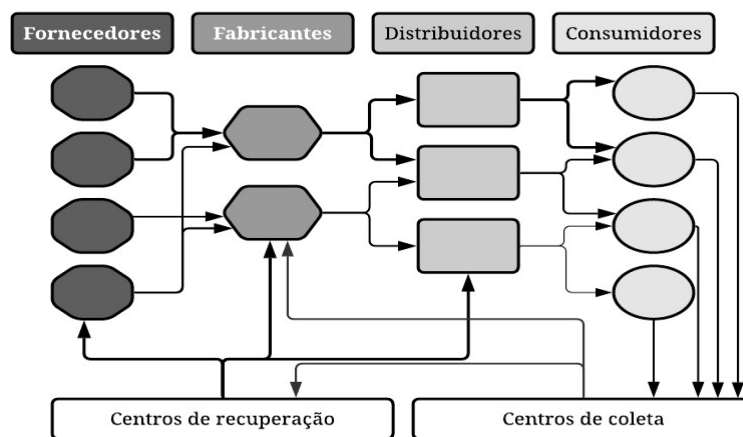 Fornecedores
Fabricantes
Distribuidores
Consumidores
Centros de recuperação
Centros de coleta